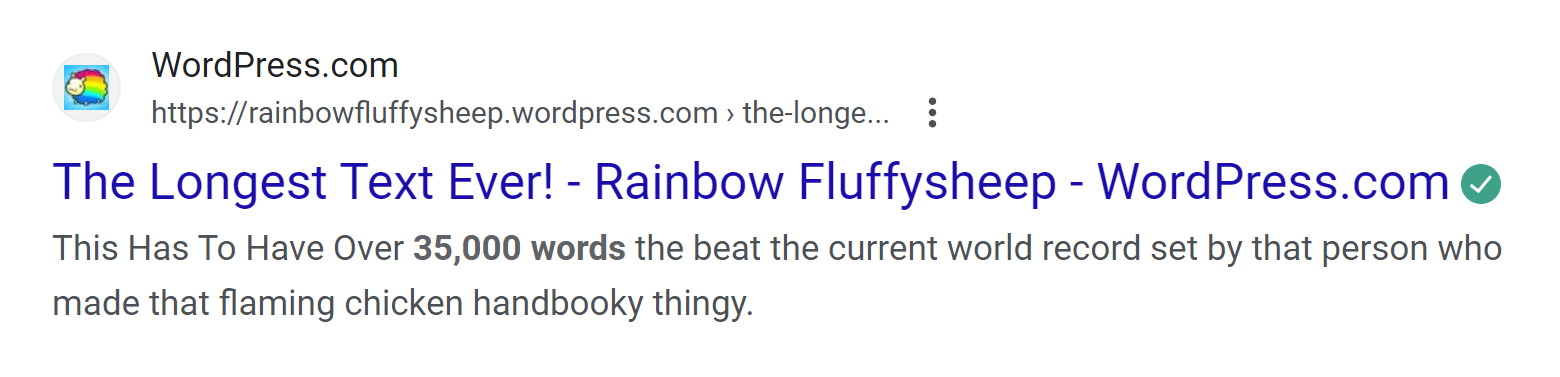 WordPress.com
https://rainbowfluffysheep.wordpress.com › the-longe...
The Longest Text Ever! - Rainbow Fluffysheep - WordPress.com
This Has To Have Over 35,000 words the beat the current world record set by that person who
made that flaming chicken handbooky thingy.